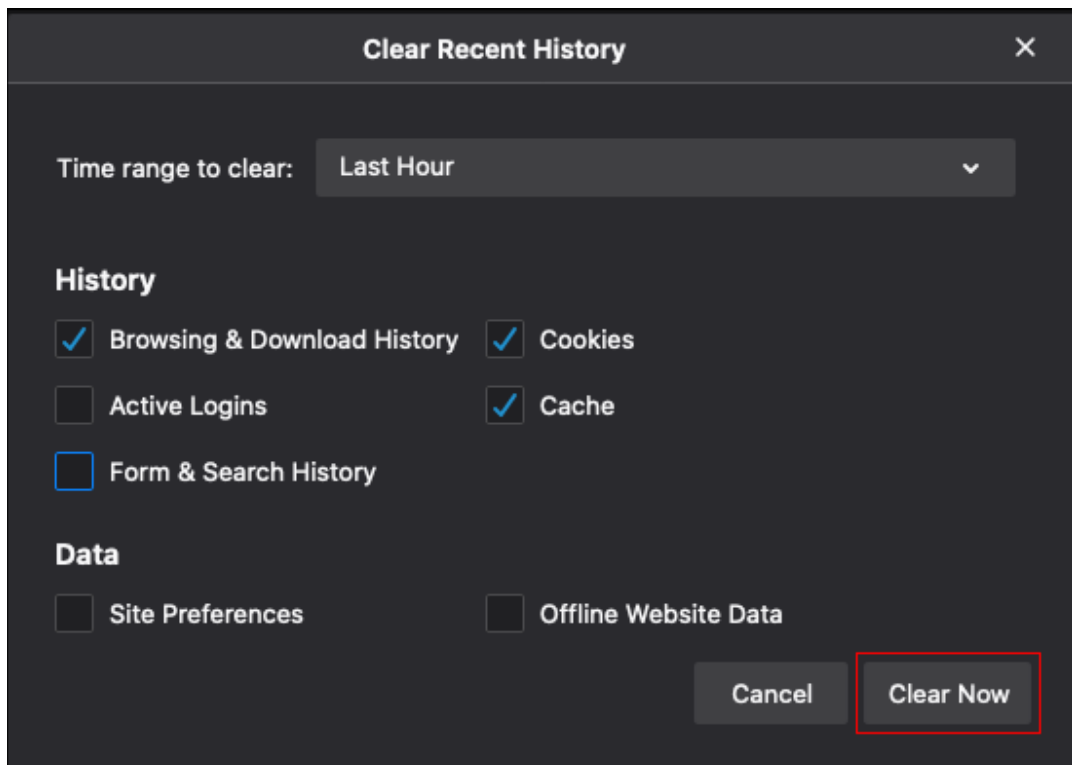 Clear Recent History
Time range to clear: Last Hour
History
Browsing & Download History Cookies
Active Logins Cache
Form & Search History
Data
Site Preferences Offline Website Data
Cancel Clear Now